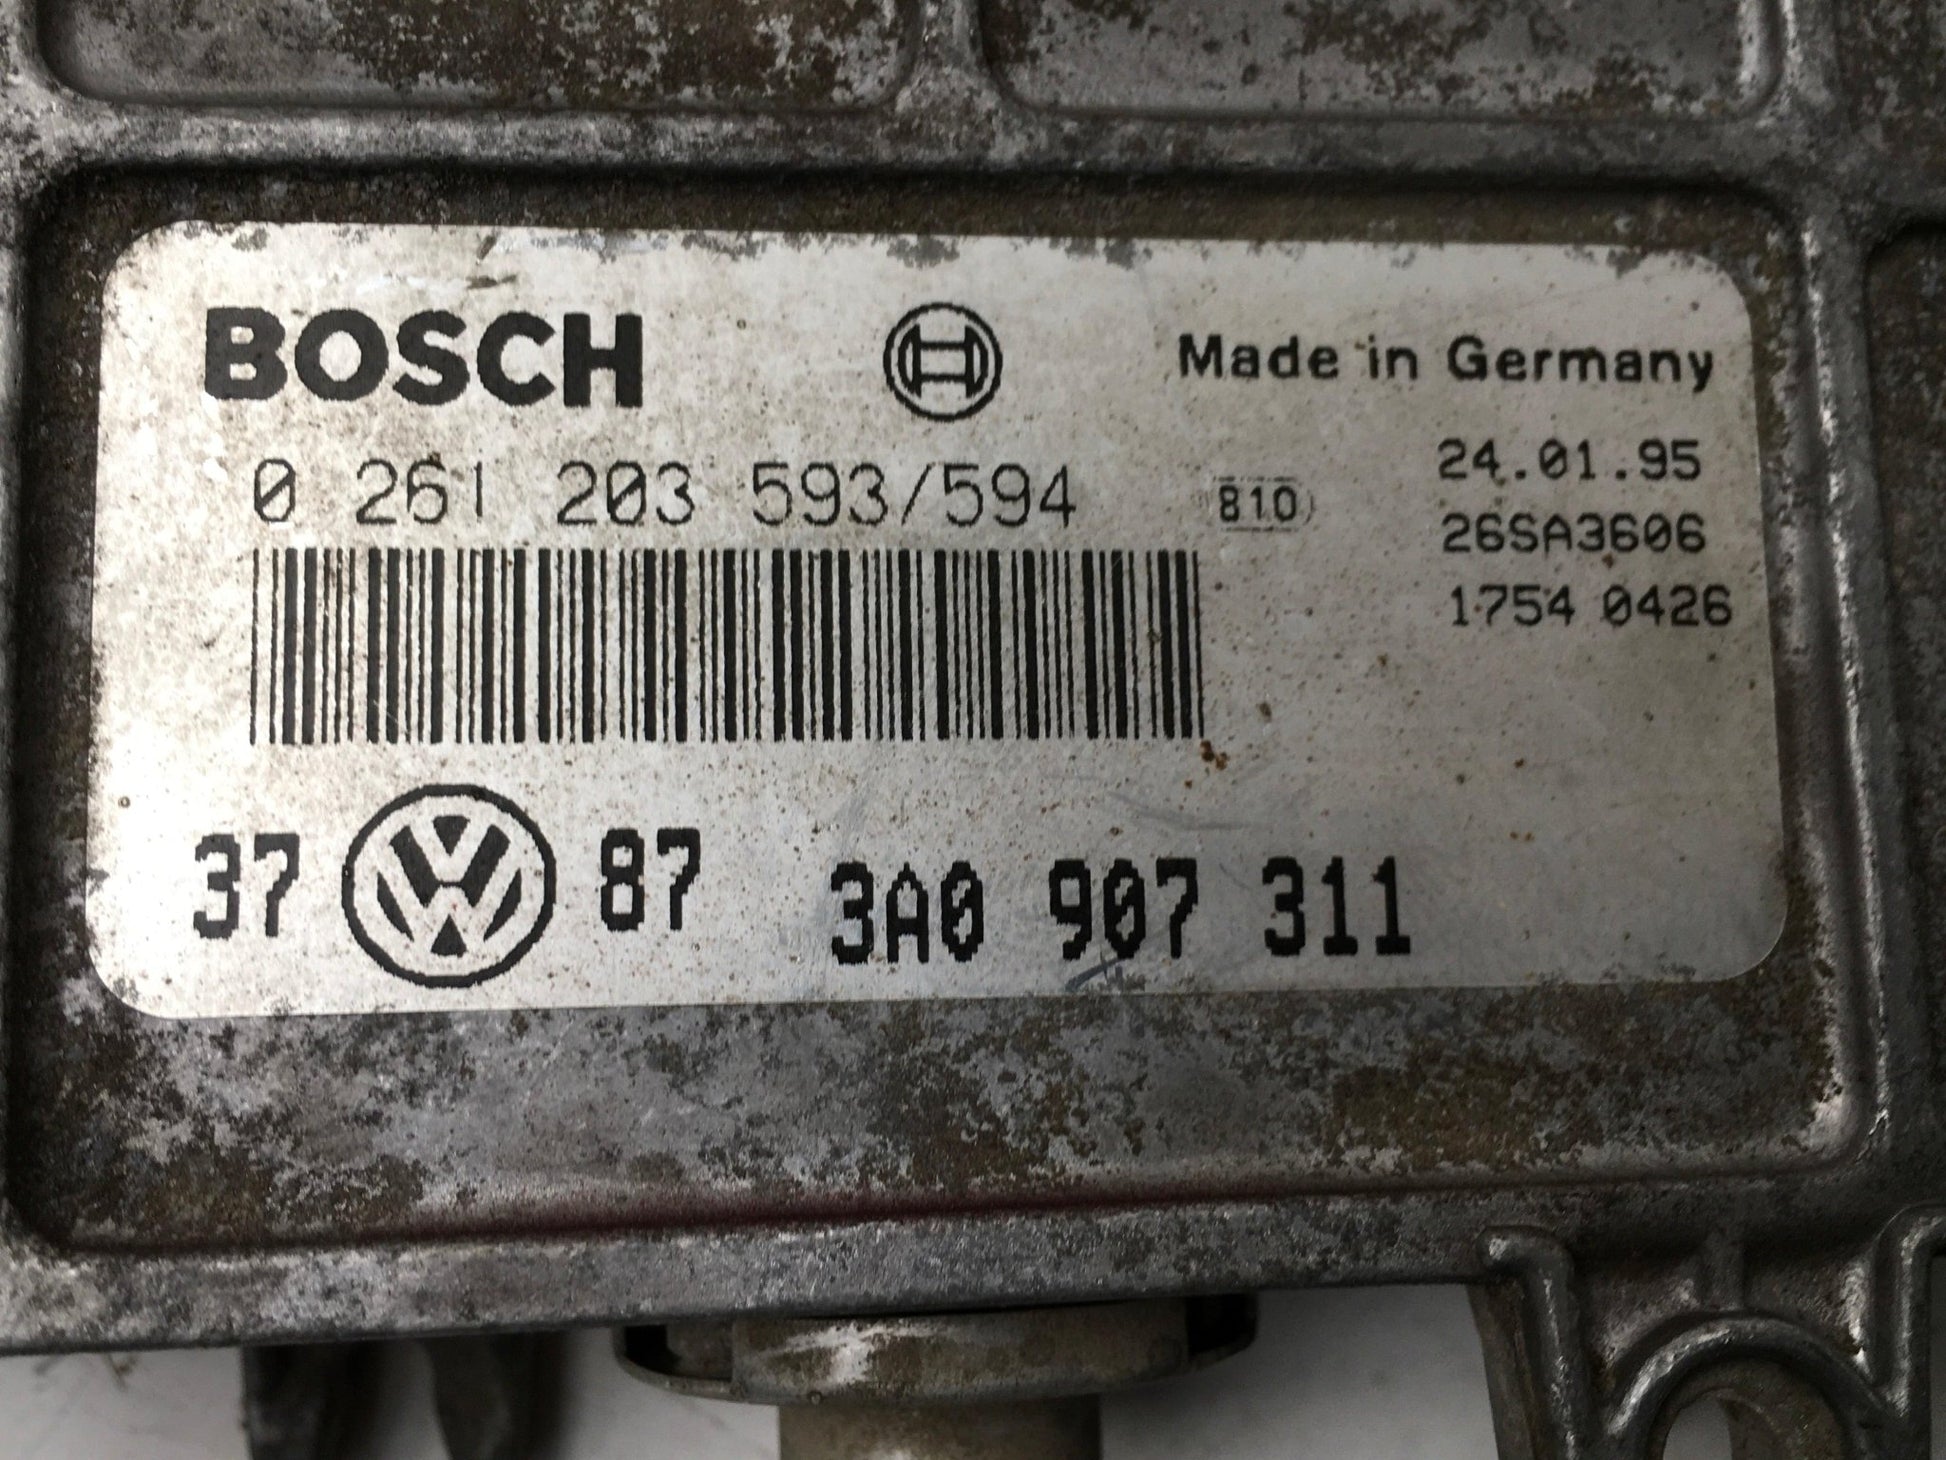 BOSCH
Made in Germany
0 261 203 593/594
810
24.01.95
26SA3606
1754 0426
37 VW 87 3A0 907 311